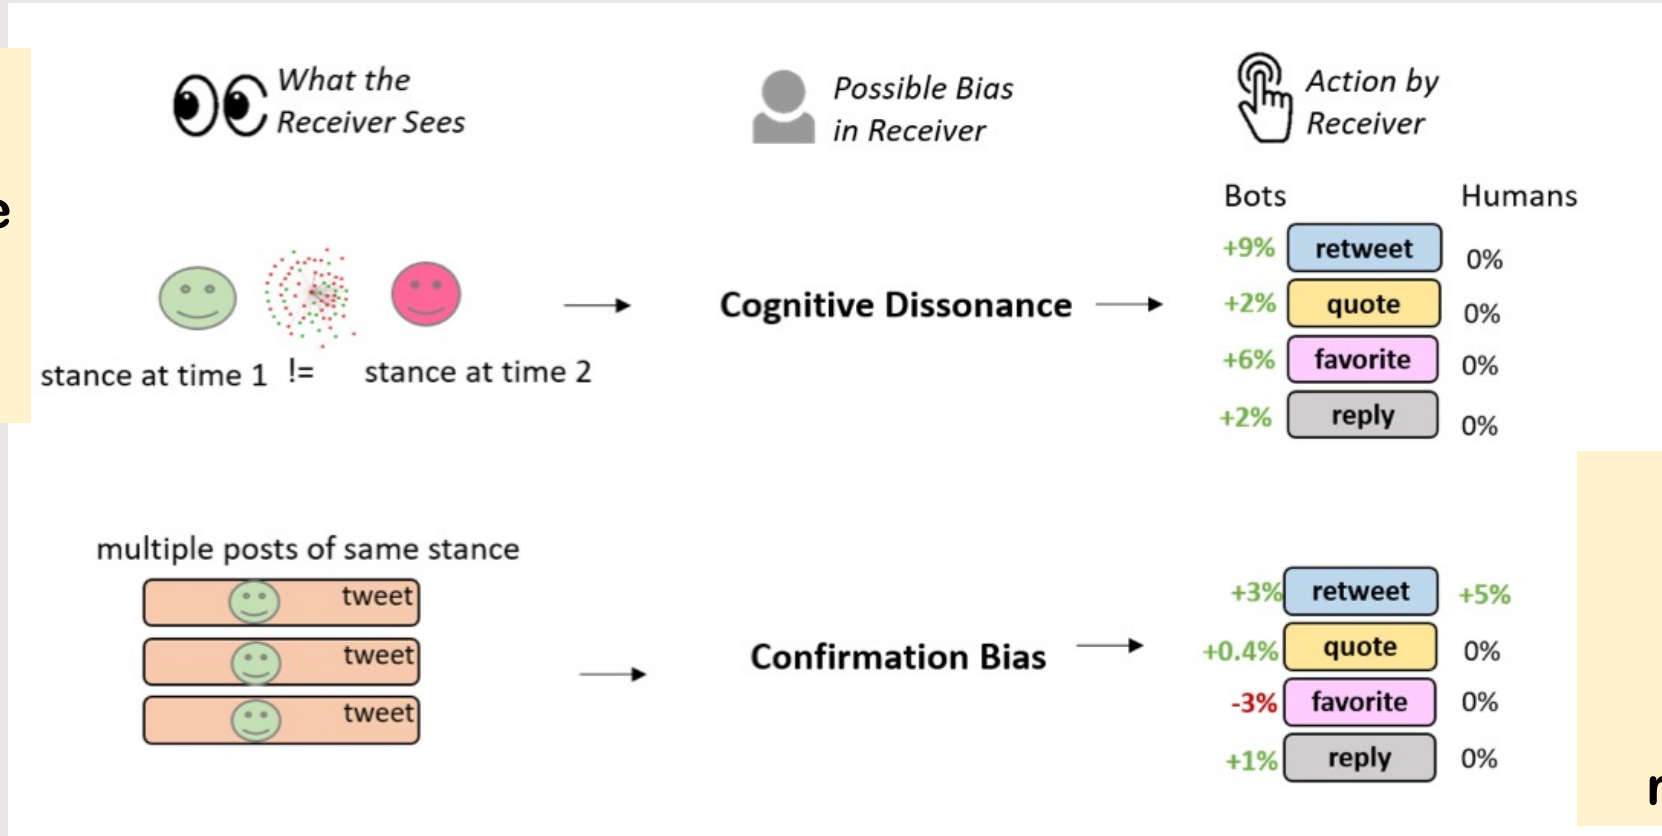 What the
Receiver Sees
Possible Bias
in Receiver
Action by
Receiver
e
Bots
Humans
stance at time 1 != stance at time 2
Cognitive Dissonance
+9% retweet 0%
+2% quote 0%
+6% favorite 0%
+2% reply 0%
multiple posts of same stance
tweet
tweet
tweet
Confirmation Bias
+3% retweet +5%
+0.4% quote 0%
-3% favorite 0%
+1% reply 0%